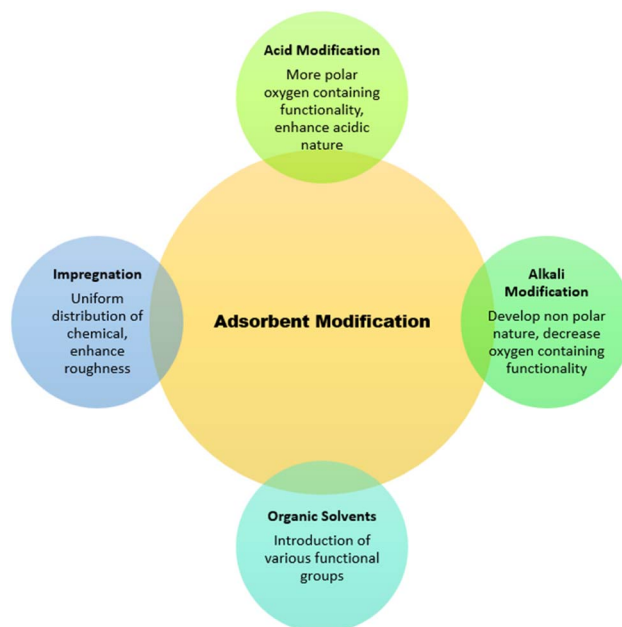 Acid Modification
More polar
oxygen containing
functionality,
enhance acidic
nature
Impregnation
Uniform
distribution of
chemical,
enhance
roughness
Adsorbent Modification
Alkali
Modification
Develop non polar
nature, decrease
oxygen containing
functionality
Organic Solvents
Introduction of
various functional
groups